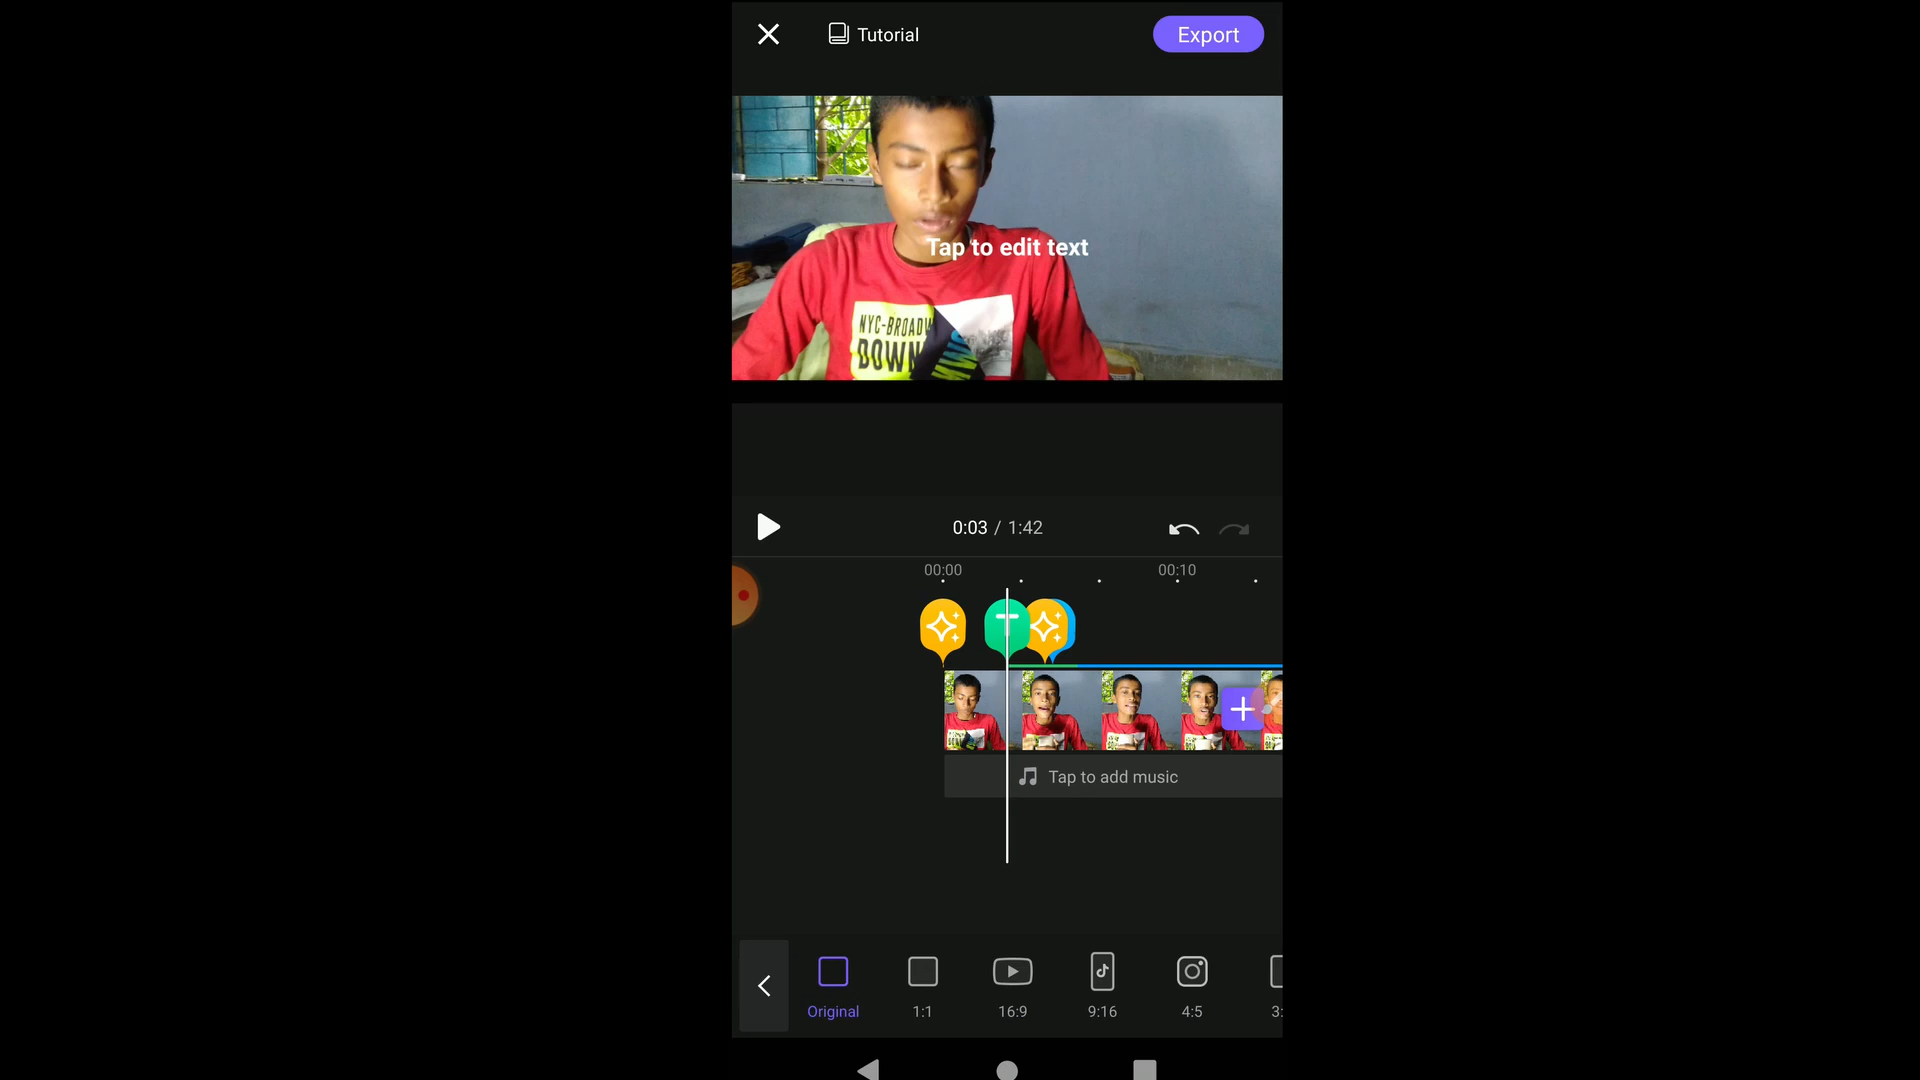 Tutorial
Export
Tap to edit text
NYC-BROADW
DOWN
0:03 / 1:42
00:00
00:10
Tap to add music
Original
1:1
16:9
9:16
4:5
3: